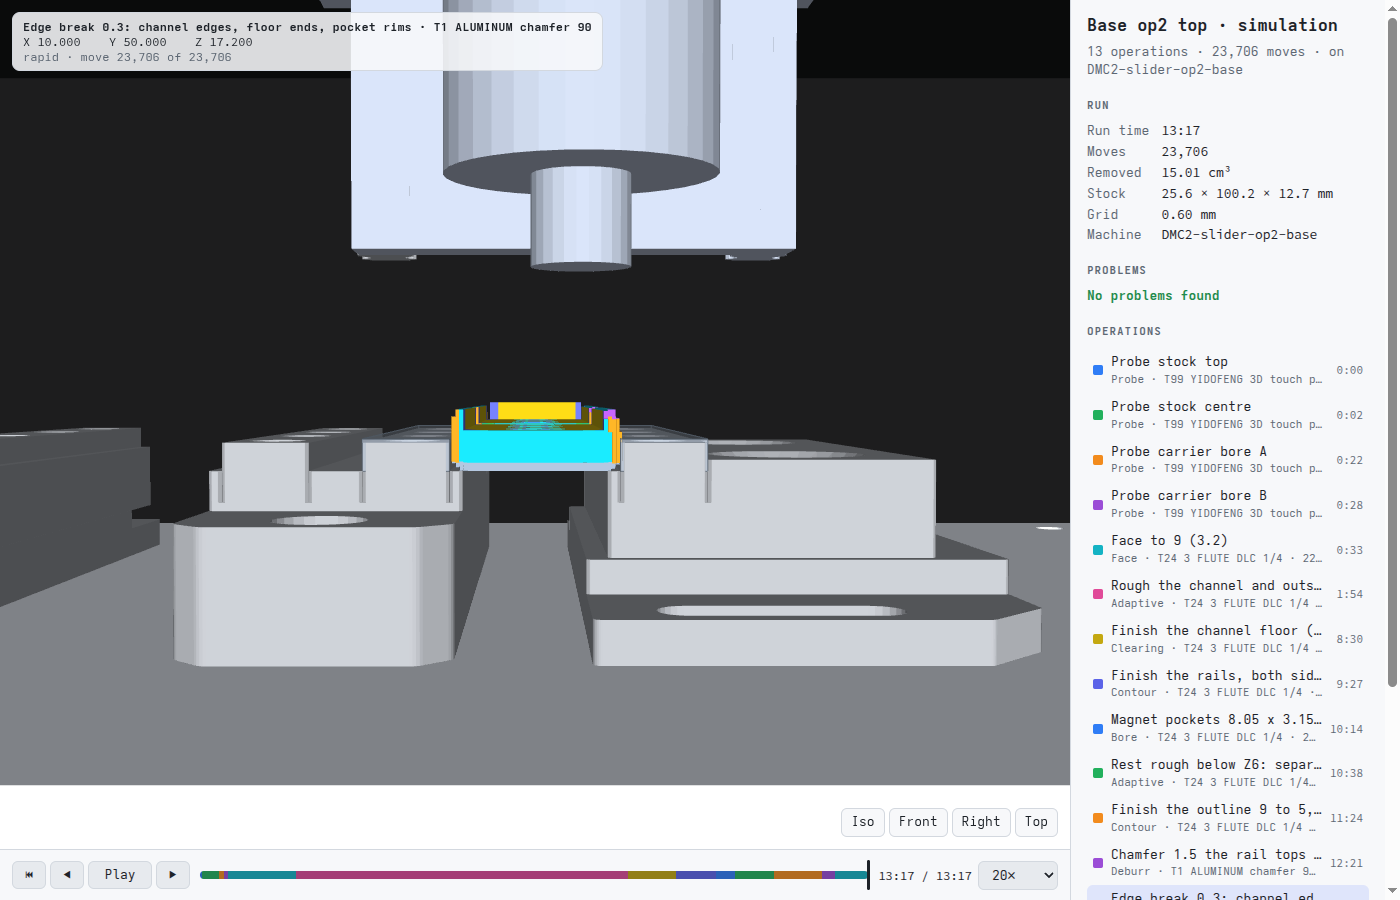 Edge break 0.3: channel edges, floor ends, pocket rims · T1 ALUMINUM chamfer 90
X 10.000 Y 50.000 Z 17.200
rapid · move 23,706 of 23,706
Iso
Front
Right
Top
⏮
◀
Play
▶
13:17 / 13:17
20×
Base op2 top · simulation
13 operations · 23,706 moves · on
DMC2-slider-op2-base
RUN
Run time 13:17
Moves 23,706
Removed 15.01 cm³
Stock 25.6 × 100.2 × 12.7 mm
Grid 0.60 mm
Machine DMC2-slider-op2-base
PROBLEMS
No problems found
OPERATIONS
Probe stock top 0:00
Probe · T99 YIDOFENG 3D touch p…
Probe stock centre 0:02
Probe · T99 YIDOFENG 3D touch p…
Probe carrier bore A 0:22
Probe · T99 YIDOFENG 3D touch p…
Probe carrier bore B 0:28
Probe · T99 YIDOFENG 3D touch p…
Face to 9 (3.2) 0:33
Face · T24 3 FLUTE DLC 1/4 · 22…
Rough the channel and outs… 1:54
Adaptive · T24 3 FLUTE DLC 1/4 …
Finish the channel floor (… 8:30
Clearing · T24 3 FLUTE DLC 1/4 …
Finish the rails, both sid… 9:27
Contour · T24 3 FLUTE DLC 1/4 ·…
Magnet pockets 8.05 x 3.15… 10:14
Bore · T24 3 FLUTE DLC 1/4 · 2…
Rest rough below Z6: separ… 10:38
Adaptive · T24 3 FLUTE DLC 1/4…
Finish the outline 9 to 5,… 11:24
Contour · T24 3 FLUTE DLC 1/4 …
Chamfer 1.5 the rail tops … 12:21
Deburr · T1 ALUMINUM chamfer 9…
Edge break 0.3: channel ed…